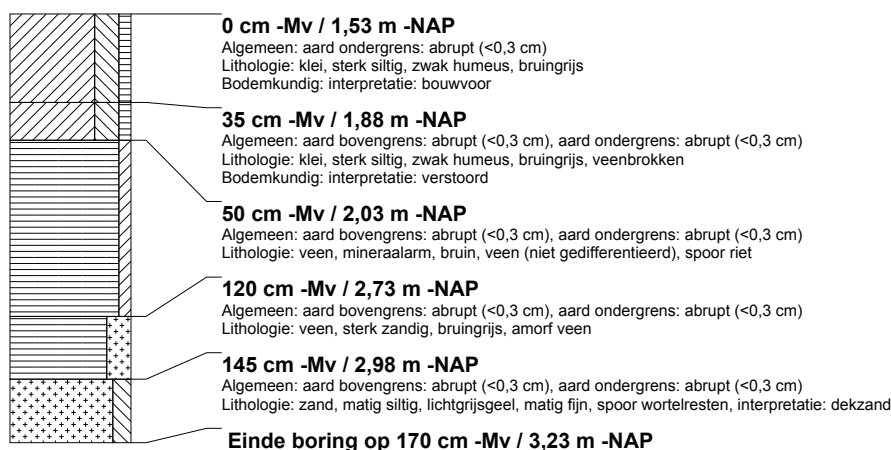 0 cm -Mv / 1,53 m -NAP
Algemeen: aard ondergrens: abrupt (<0,3 cm)
Lithologie: klei, sterk siltig, zwak humeus, bruingrijs
Bodemkundig: interpretatie: bouwvoor
35 cm -Mv / 1,88 m -NAP
Algemeen: aard bovengrens: abrupt (<0,3 cm), aard ondergrens: abrupt (<0,3 cm)
Lithologie: klei, sterk siltig, zwak humeus, bruingrijs, veenbrokken
Bodemkundig: interpretatie: verstoord
50 cm -Mv / 2,03 m -NAP
Algemeen: aard bovengrens: abrupt (<0,3 cm), aard ondergrens: abrupt (<0,3 cm)
Lithologie: veen, mineraalarm, bruin, veen (niet gedifferentieerd), spoor riet
120 cm -Mv / 2,73 m -NAP
Algemeen: aard bovengrens: abrupt (<0,3 cm), aard ondergrens: abrupt (<0,3 cm)
Lithologie: veen, sterk zandig, bruingrijs, amorf veen
145 cm -Mv / 2,98 m -NAP
Algemeen: aard bovengrens: abrupt (<0,3 cm), aard ondergrens: abrupt (<0,3 cm)
Lithologie: zand, matig siltig, lichtgrijsgeel, matig fijn, spoor wortelresten, interpretatie: dekzand
Einde boring op 170 cm -Mv / 3,23 m -NAP